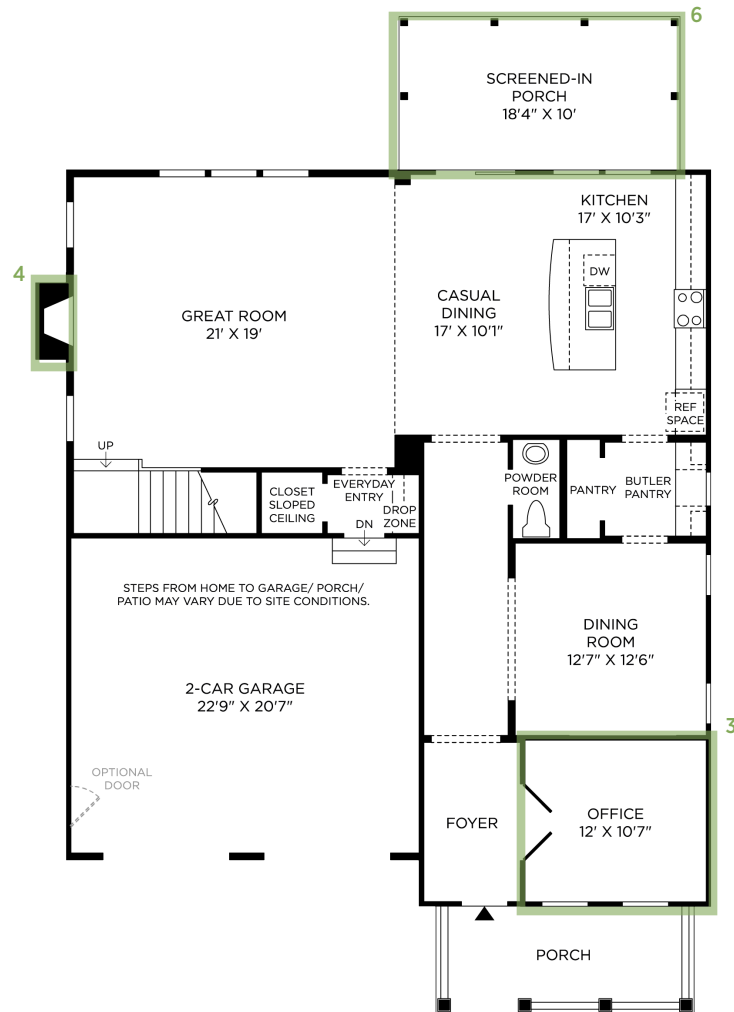 6
SCREENED-IN
PORCH
18'4" X 10'
KITCHEN
17' X 10'3"
4
DW
GREAT ROOM
21' X 19'
CASUAL
DINING
17' X 10'1"
REF
SPACE
UP
CLOSET
SLOPED
CEILING
EVERYDAY
ENTRY
DROP
ZONE
DN
POWDER
ROOM
PANTRY
BUTLER
PANTRY
STEPS FROM HOME TO GARAGE/ PORCH/
PATIO MAY VARY DUE TO SITE CONDITIONS.
DINING
ROOM
12'7" X 12'6"
2-CAR GARAGE
22'9" X 20'7"
3
OPTIONAL
DOOR
FOYER
OFFICE
12' X 10'7"
PORCH